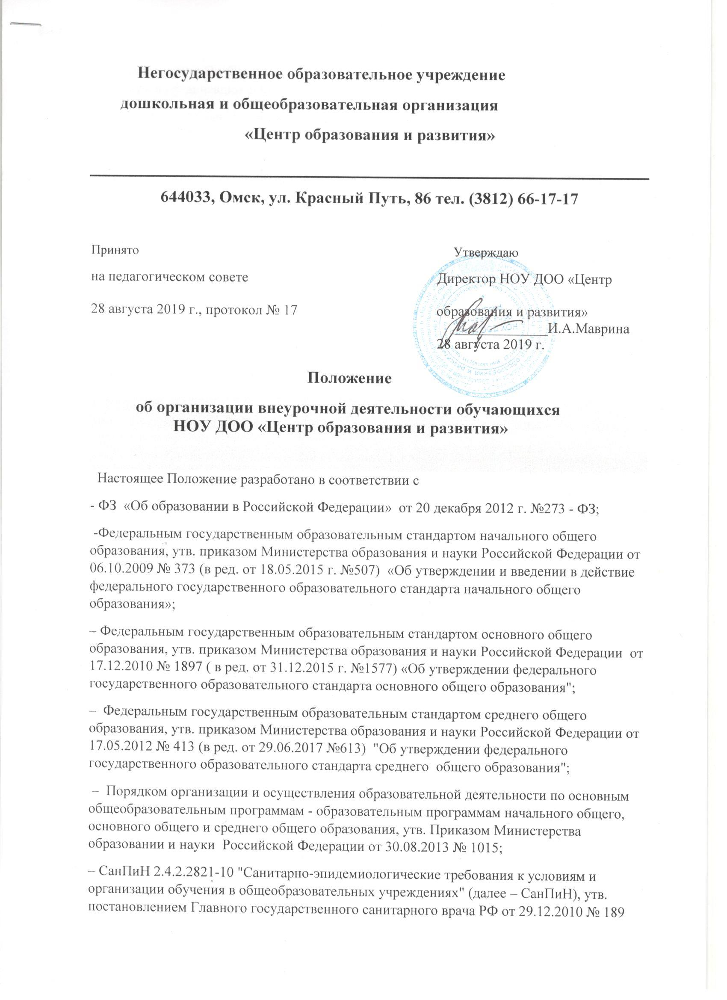 Негосударственное образовательное учреждение
дошкольная и общеобразовательная организация
«Центр образования и развития»
644033, Омск, ул. Красный Путь, 86 тел. (3812) 66-17-17
Принято
Утверждаю
на педагогическом совете
Директор НОУ ДОО «Центр
28 августа 2019 г., протокол № 17
образования и развития»
И.А.Маврина
28 августа 2019 г.
Положение
об организации внеурочной деятельности обучающихся
НОУ ДОО «Центр образования и развития»
Настоящее Положение разработано в соответствии с
- ФЗ «Об образовании в Российской Федерации» от 20 декабря 2012 г. №273 - ФЗ;
-Федеральным государственным образовательным стандартом начального общего
образования, утв. приказом Министерства образования и науки Российской Федерации от
06.10.2009 № 373 (в ред. от 18.05.2015 г. №507) «Об утверждении и введении в действие
федерального государственного образовательного стандарта начального общего
образования»;
– Федеральным государственным образовательным стандартом основного общего
образования, утв. приказом Министерства образования и науки Российской Федерации от
17.12.2010 № 1897 ( в ред. от 31.12.2015 г. №1577) «Об утверждении федерального
государственного образовательного стандарта основного общего образования";
– Федеральным государственным образовательным стандартом среднего общего
образования, утв. приказом Министерства образования и науки Российской Федерации от
17.05.2012 № 413 (в ред. от 29.06.2017 №613) "Об утверждении федерального
государственного образовательного стандарта среднего общего образования";
– Порядком организации и осуществления образовательной деятельности по основным
общеобразовательным программам - образовательным программам начального общего,
основного общего и среднего общего образования, утв. Приказом Министерства
образовании и науки Российской Федерации от 30.08.2013 № 1015;
– СанПиН 2.4.2.2821-10 "Санитарно-эпидемиологические требования к условиям и
организации обучения в общеобразовательных учреждениях" (далее – СанПиН), утв.
постановлением Главного государственного санитарного врача РФ от 29.12.2010 № 189